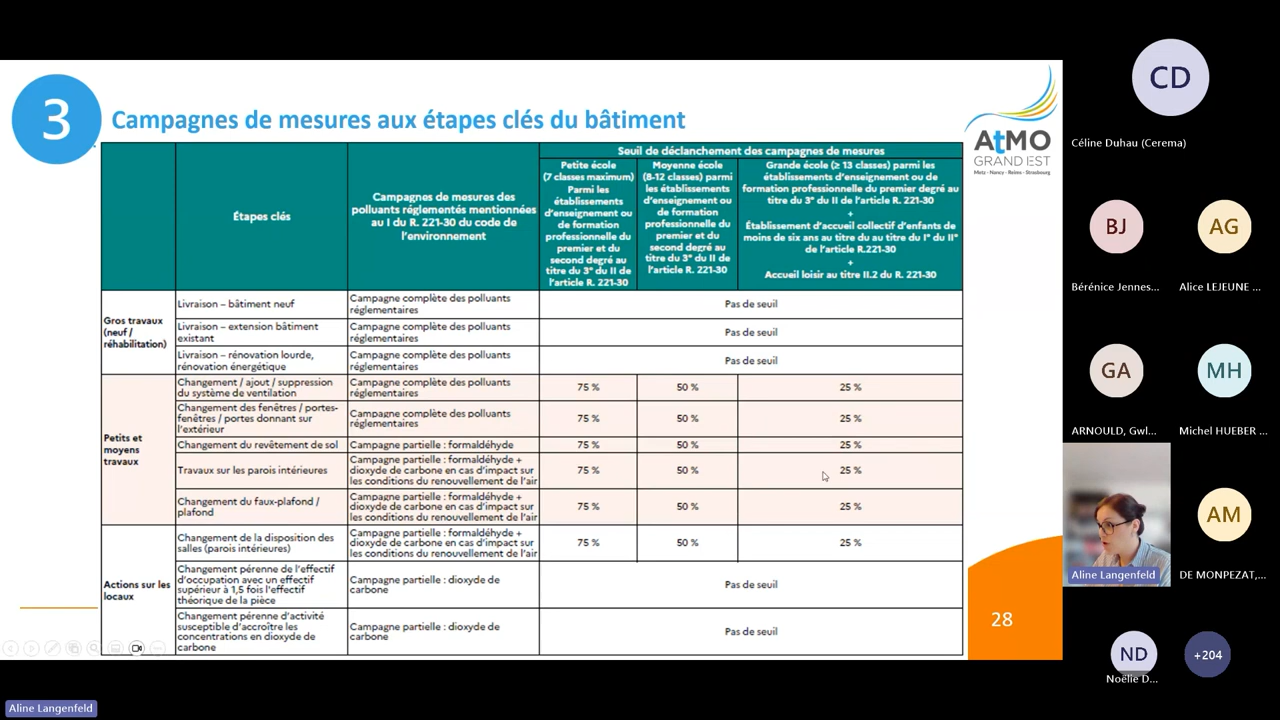 3
Campagnes de mesures aux étapes clés du bâtiment
AtMO
GRAND EST
Metz - Nancy - Reims - Strasbourg
Étapes clés
Campagnes de mesures des
polluants réglementés mentionnées
au I du R. 221-30 du code de
l'environnement
Seuil de déclanchement des campagnes de mesures
Petite école
(7 classes maximum)
Parmi les
établissements
d'enseignement ou
de formation
professionnelle du
premier et du
second degré au
titre du 3° du II de
l'article R. 221-30
Moyenne école
(8-12 classes) parmi
les établissements
d'enseignement ou
de formation
professionnelle du
premier et du
second degré au
titre du 3° du II de
l'article R. 221-30
Grande école (≥ 13 classes) parmi les
établissements d'enseignement ou de
formation professionnelle du premier degré au
titre du 3° du II de l'article R. 221-30
+
Établissement d'accueil collectif d'enfants de
moins de six ans au titre du au titre du I° du II°
de l'article R.221-30
+
Accueil loisir au titre II.2 du R. 221-30
Gros travaux
(neuf /
réhabilitation)
Livraison – bâtiment neuf
Campagne complète des polluants
réglementaires
Pas de seuil
Livraison – extension bâtiment
existant
Campagne complète des polluants
réglementaires
Pas de seuil
Livraison – rénovation lourde,
rénovation énergétique
Campagne complète des polluants
réglementaires
Pas de seuil
Petits et
moyens
travaux
Changement / ajout / suppression
du système de ventilation
Campagne complète des polluants
réglementaires
75 %
50 %
25 %
Changement des fenêtres / portes-
fenêtres / portes donnant sur
l'extérieur
Campagne complète des polluants
réglementaires
75 %
50 %
25 %
Changement du revêtement de sol
Campagne partielle : formaldéhyde
75 %
50 %
25 %
Travaux sur les parois intérieures
Campagne partielle : formaldéhyde +
dioxyde de carbone en cas d'impact sur
les conditions du renouvellement de l'air
75 %
50 %
25 %
Changement du faux-plafond /
plafond
Campagne partielle : formaldéhyde +
dioxyde de carbone en cas d'impact sur
les conditions du renouvellement de l'air
75 %
50 %
25 %
Actions sur les
locaux
Changement de la disposition des
salles (parois intérieures)
Campagne partielle : formaldéhyde +
dioxyde de carbone en cas d'impact sur
les conditions du renouvellement de l'air
75 %
50 %
25 %
Changement pérenne de l'effectif
d'occupation avec un effectif
supérieur à 1,5 fois l'effectif
théorique de la pièce
Campagne partielle : dioxyde de
carbone
Pas de seuil
Changement pérenne d'activité
susceptible d'accroître les
concentrations en dioxyde de
carbone
Campagne partielle : dioxyde de
carbone
Pas de seuil
28
CD
Céline Duhau (Cerema)
BJ
AG
Bérénice Jennes...
Alice LEJEUNE ...
GA
MH
ARNOULD, Gwl...
Michel HUEBER ...
AM
Aline Langenfeld
DE MONPEZAT,...
ND
+204
Noëlie D...
Aline Langenfeld